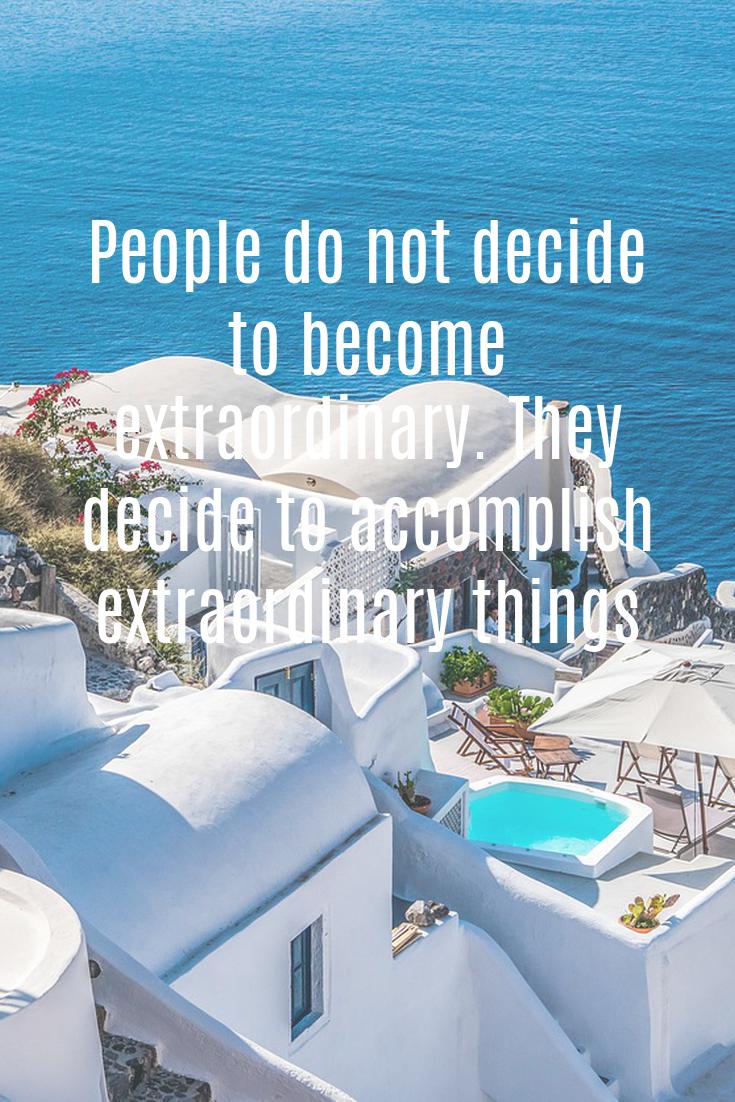 People do not decide
to become
extraordinary. They
decide to accomplish
extraordinary things